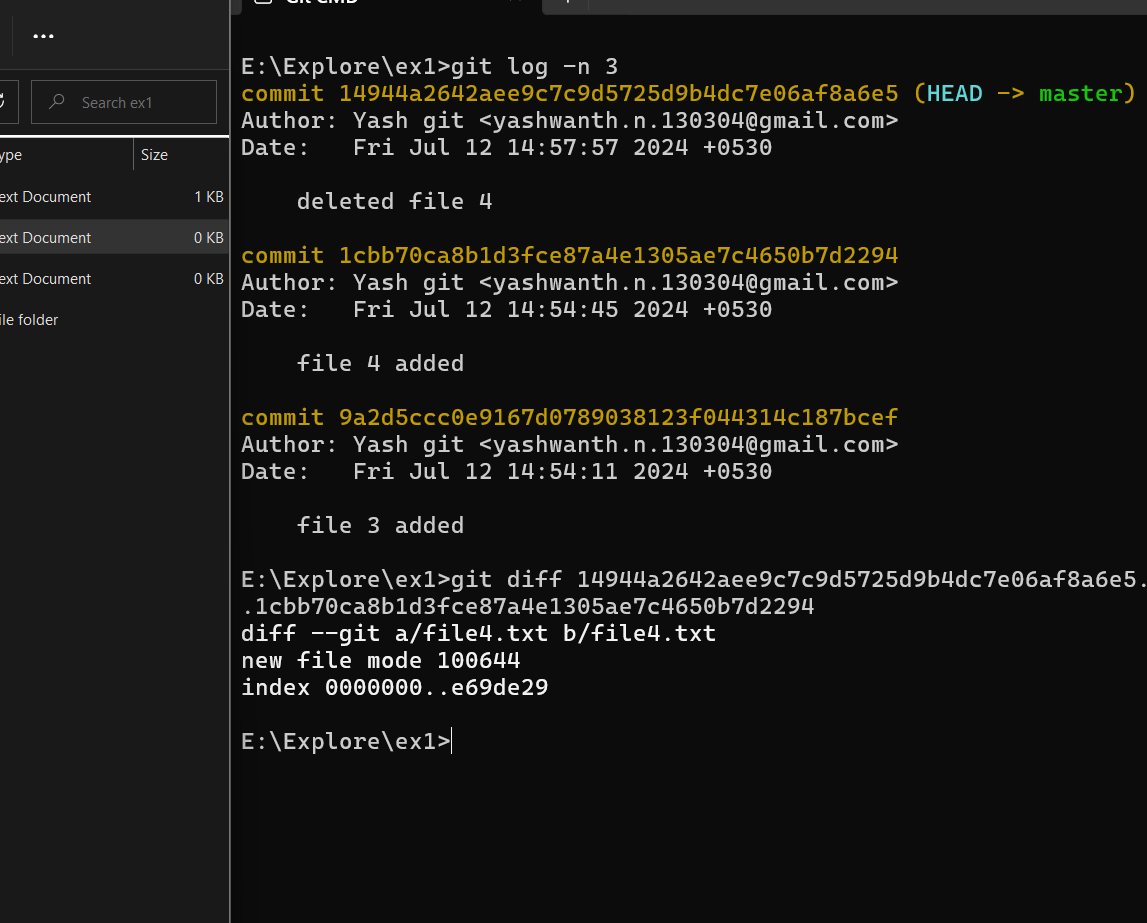 Git CMD
...
E:\Explore\ex1>git log -n 3
Search ex1
commit 14944a2642aee9c7c9d5725d9b4dc7e06af8a6e5 (HEAD -> master)
Author: Yash git <yashwanth.n.130304@gmail.com>
Date:   Fri Jul 12 14:57:57 2024 +0530
ype
Size
ext Document 1 KB
ext Document 0 KB
ext Document 0 KB
ile folder
deleted file 4
commit 1cbb70ca8b1d3fce87a4e1305ae7c4650b7d2294
Author: Yash git <yashwanth.n.130304@gmail.com>
Date:   Fri Jul 12 14:54:45 2024 +0530
file 4 added
commit 9a2d5ccc0e9167d0789038123f044314c187bcef
Author: Yash git <yashwanth.n.130304@gmail.com>
Date:   Fri Jul 12 14:54:11 2024 +0530
file 3 added
E:\Explore\ex1>git diff 14944a2642aee9c7c9d5725d9b4dc7e06af8a6e5.
.1cbb70ca8b1d3fce87a4e1305ae7c4650b7d2294
diff --git a/file4.txt b/file4.txt
new file mode 100644
index 0000000..e69de29
E:\Explore\ex1>